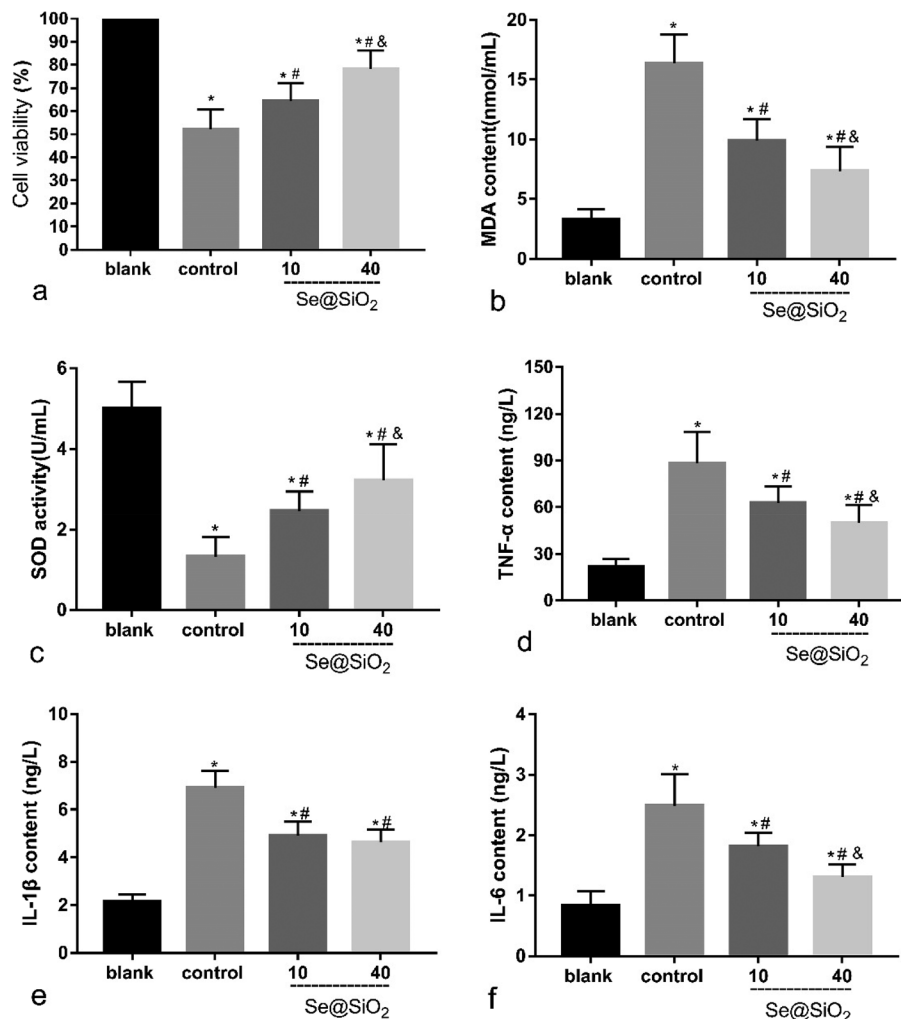 Cell viability (%)
100
90
80
70
60
50
40
30
20
10
0
*
* #
*# &
blank control 10 40
Se@SiO2
a
MDA content(nmol/mL)
20
15
10
5
0
*
* #
*# &
blank control 10 40
Se@SiO2
b
SOD activity(U/mL)
6
4
2
0
*
* #
*# &
blank control 10 40
Se@SiO2
c
TNF-α content (ng/L)
150
120
90
60
30
0
*
*#
*# &
blank control 10 40
Se@SiO2
d
IL-1β content (ng/L)
10
8
6
4
2
0
*
*#
*#
blank control 10 40
Se@SiO2
e
IL-6 content (ng/L)
4
3
2
1
0
*
*#
*# &
blank control 10 40
Se@SiO2
f